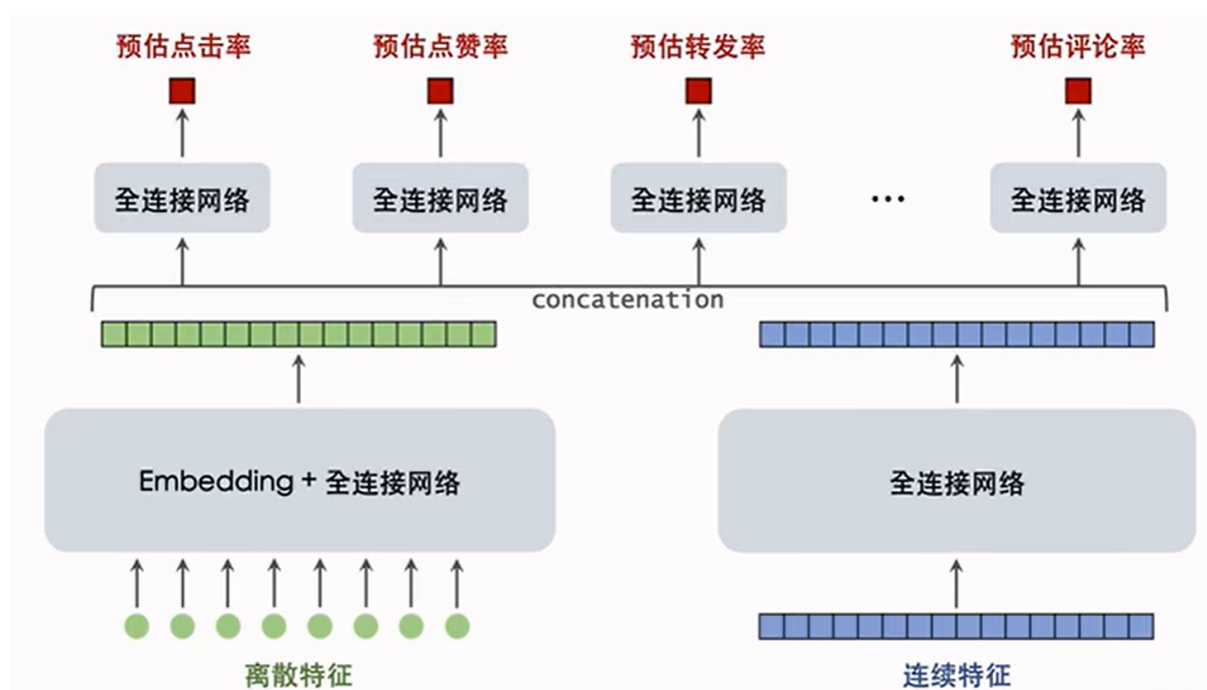 预估点击率 预估点赞率 预估转发率 预估评论率
全连接网络 全连接网络 全连接网络 ... 全连接网络
concatenation
Embedding + 全连接网络 全连接网络
离散特征 连续特征